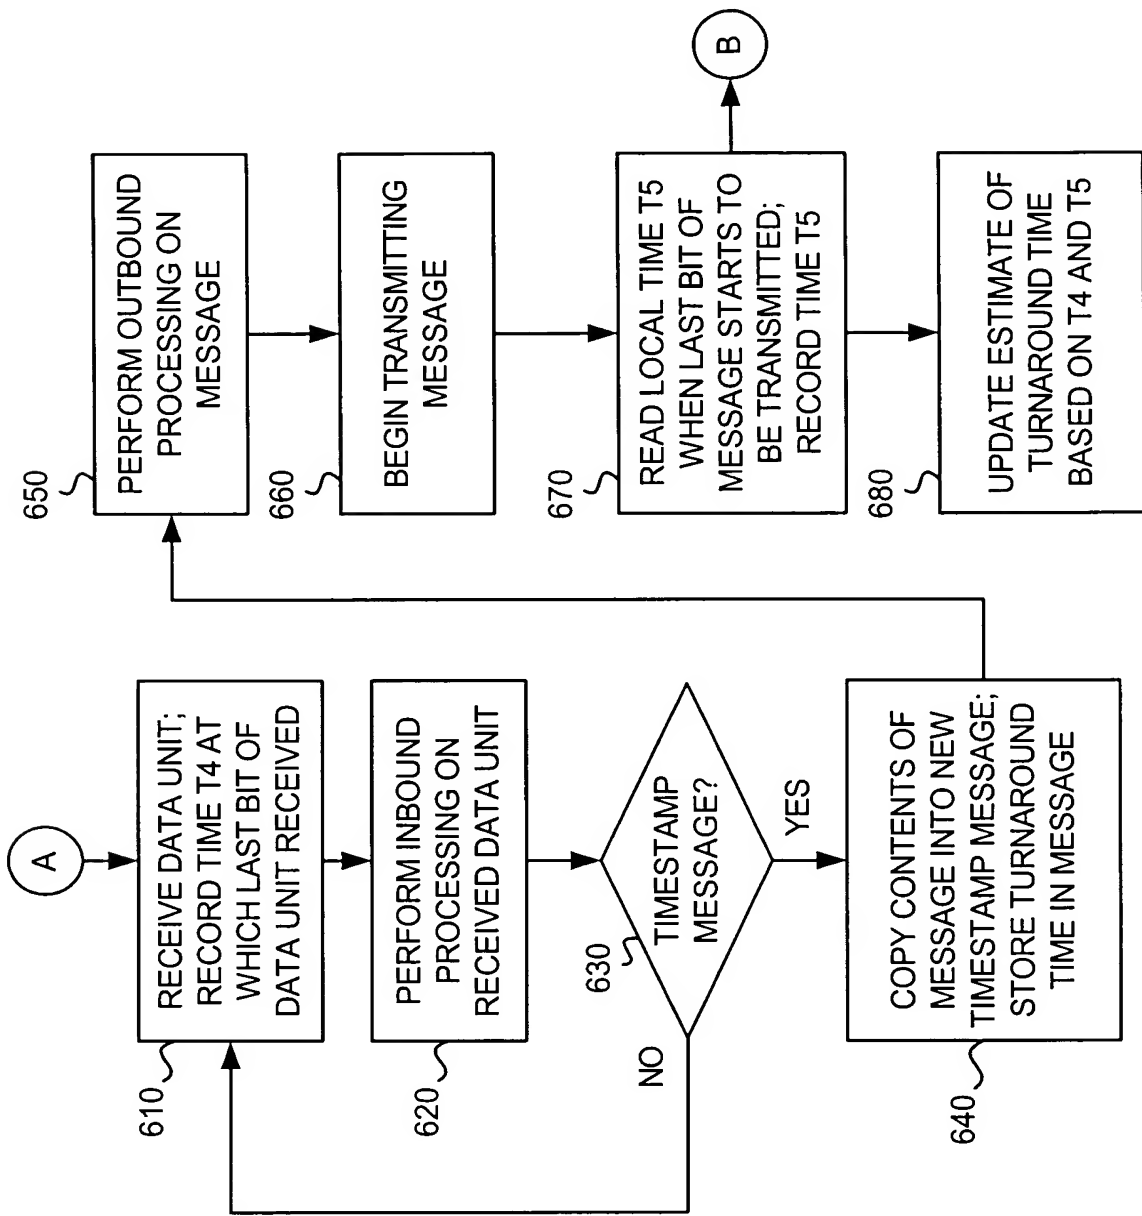 A
610
RECEIVE DATA UNIT;
RECORD TIME T4 AT
WHICH LAST BIT OF
DATA UNIT RECEIVED
620
PERFORM INBOUND
PROCESSING ON
RECEIVED DATA UNIT
630
TIMESTAMP
MESSAGE?
NO
YES
640
COPY CONTENTS OF
MESSAGE INTO NEW
TIMESTAMP MESSAGE;
STORE TURNAROUND
TIME IN MESSAGE
650
PERFORM OUTBOUND
PROCESSING ON
MESSAGE
660
BEGIN TRANSMITTING
MESSAGE
670
READ LOCAL TIME T5
WHEN LAST BIT OF
MESSAGE STARTS TO
BE TRANSMITTED;
RECORD TIME T5
B
680
UPDATE ESTIMATE OF
TURNAROUND TIME
BASED ON T4 AND T5